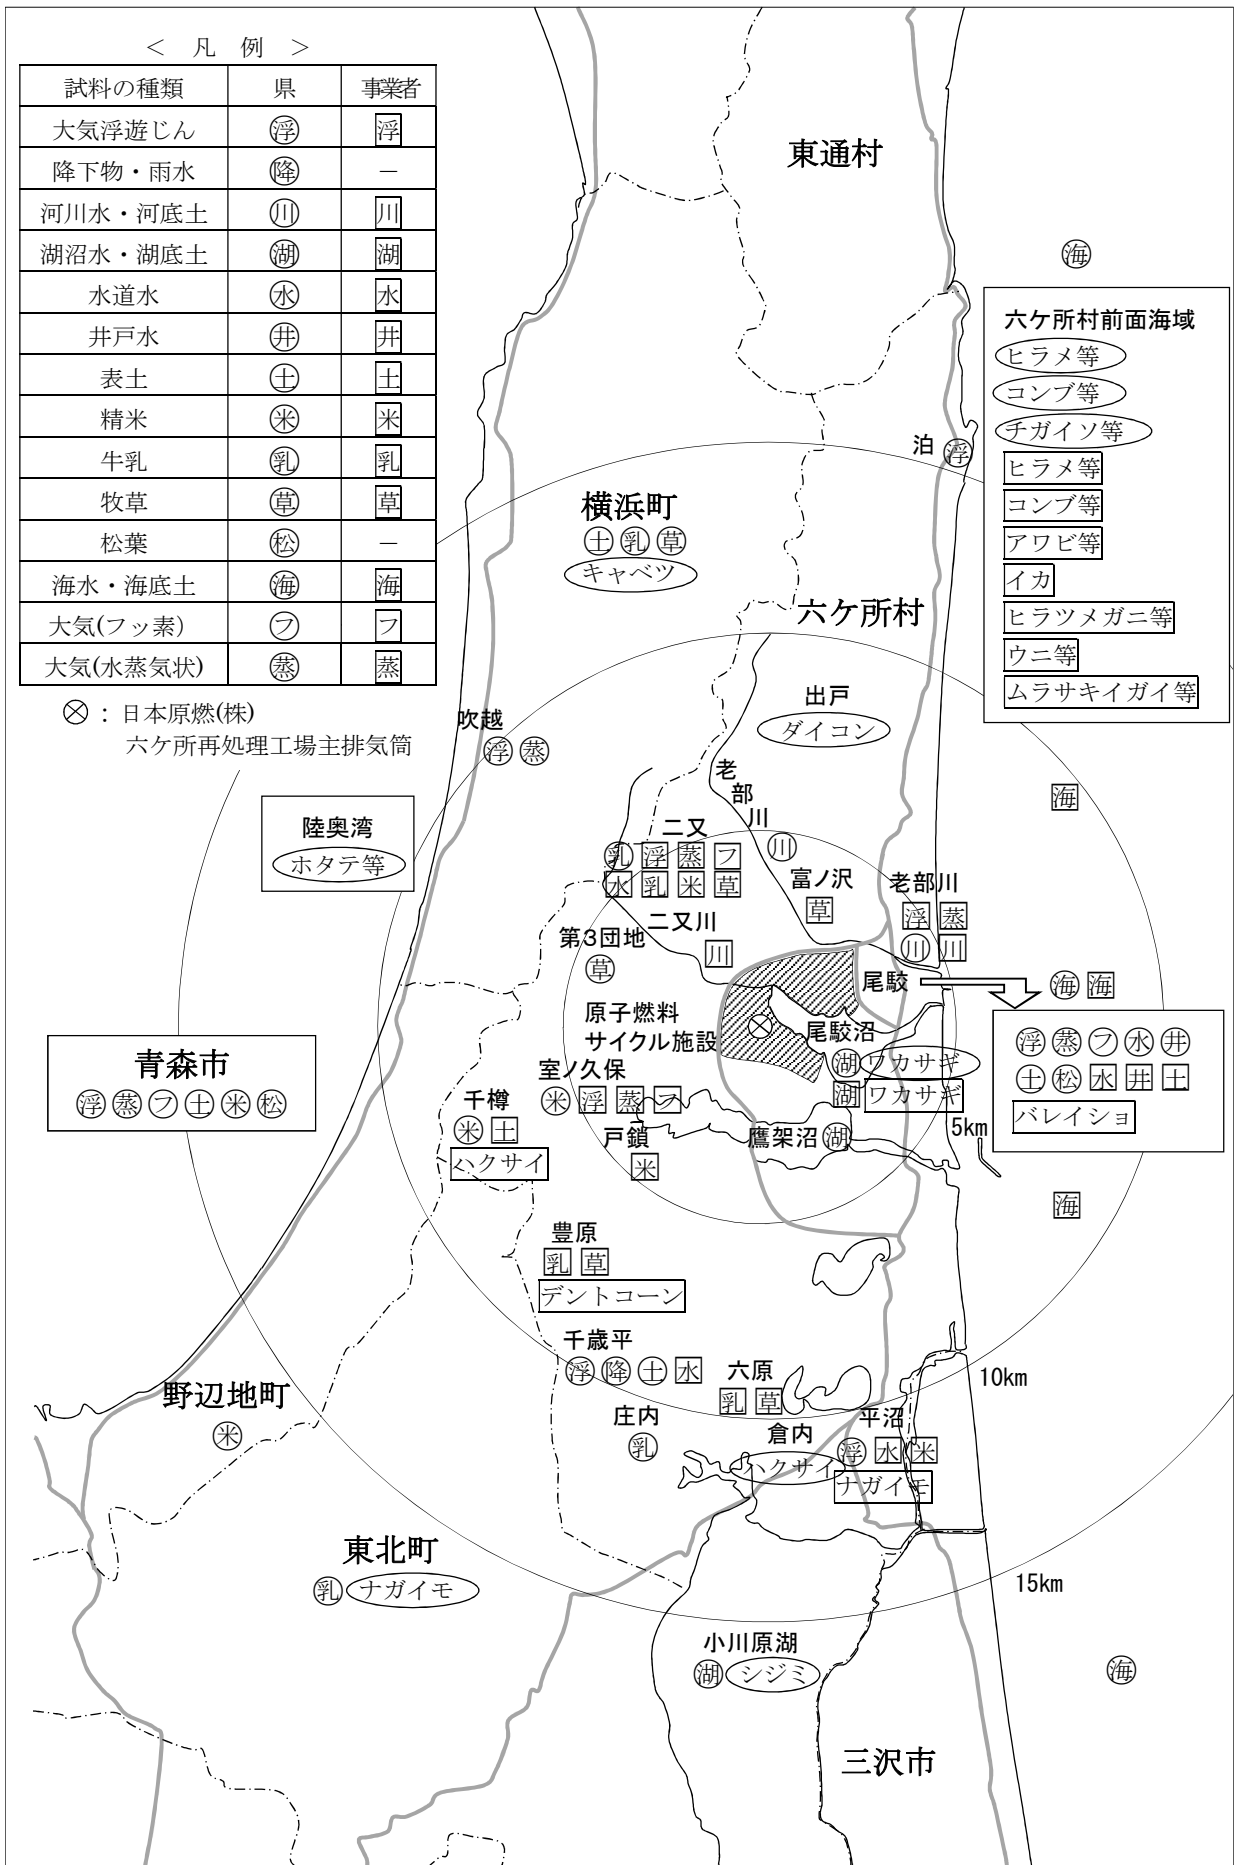 ＜ 凡 例 ＞
試料の種類 県 事業者
大気浮遊じん 浮 浮
降下物・雨水 降 －
河川水・河底土 川 川
湖沼水・湖底土 湖 湖
水道水 水 水
井戸水 井 井
表土 土 土
精米 米 米
牛乳 乳 乳
牧草 草 草
松葉 松 －
海水・海底土 海 海
大気(フッ素) フ フ
大気(水蒸気状) 蒸 蒸
⊗：日本原燃(株)
六ケ所再処理工場主排気筒
東通村
海
六ケ所村前面海域
ヒラメ等
コンブ等
チガイソ等
ヒラメ等
コンブ等
アワビ等
イカ
ヒラツメガニ等
ウニ等
ムラサキイガイ等
泊 浮
横浜町
土 乳 草
キャベツ
六ケ所村
出戸
ダイコン
吹越
浮 蒸
海
陸奥湾
ホタテ等
老部川
川
二又
乳 浮 蒸 フ
水 乳 米 草
富ノ沢
草
老部川
浮 蒸
川 川
二又川
川
第3団地
草
尾鮫
海 海
浮 蒸 フ 水 井
土 松 水 井 土
バレイショ
原子燃料
サイクル施設
尾鮫沼
湖 ワカサギ
湖 ワカサギ
青森市
浮 蒸 フ 土 米 松
室ノ久保
米 浮 蒸 フ
千樽
米 土
ハクサイ
戸鎖
米
鷹架沼 湖
5km
海
豊原
乳 草
デントコーン
千歳平
浮 降 土 水
六原
乳 草
10km
野辺地町
米
庄内
乳
倉内
ハクサイ
平沼
浮 水 米
ナガイモ
東北町
乳 ナガイモ
15km
小川原湖
湖 シジミ
海
三沢市